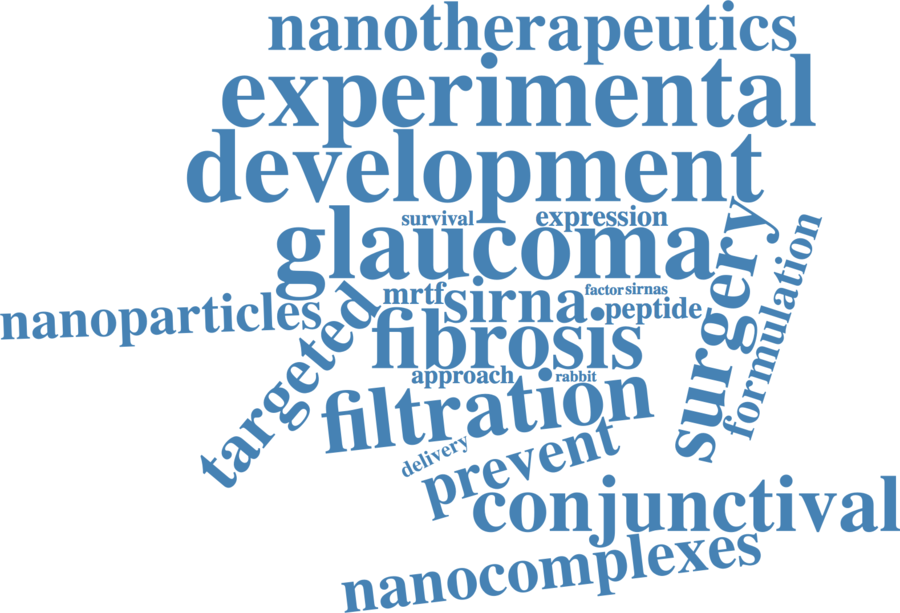 nanotherapeutics
experimental
development
survival
expression
glaucoma
surgery
formulation
nanoparticles
targeted
mrtf
sirna
factor
sirnas
peptide
fibrosis
approach
rabbit
filtration
delivery
prevent
conjunctival
nanocomplexes